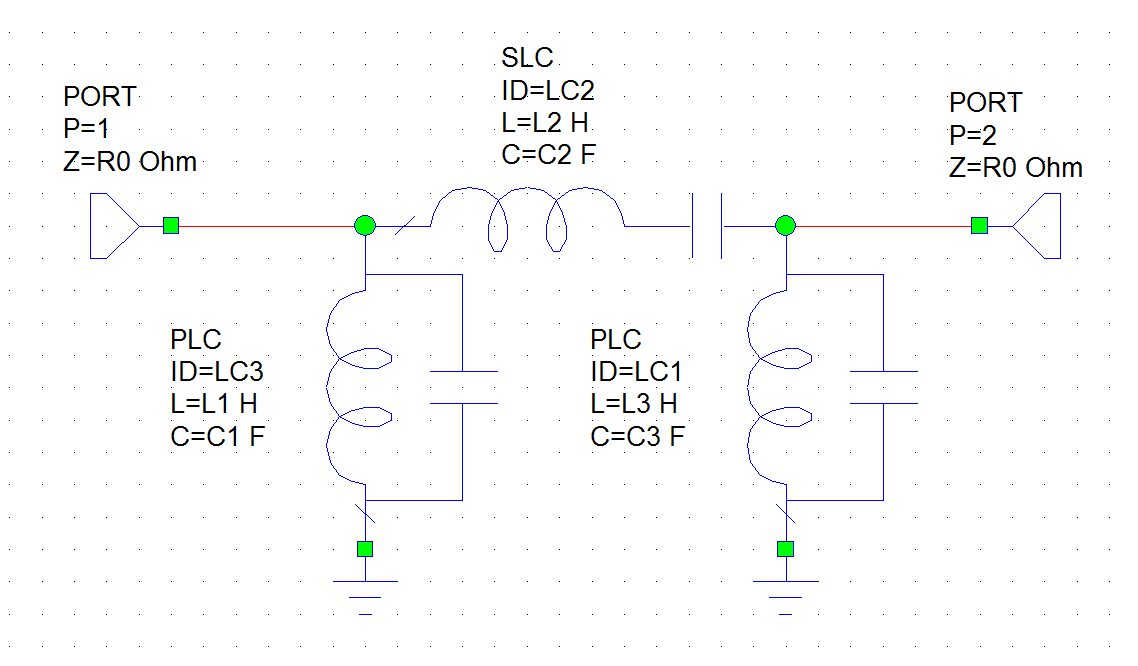 SLC
ID=LC2
L=L2 H
C=C2 F
PORT
P=1
Z=R0 Ohm
PORT
P=2
Z=R0 Ohm
PLC
ID=LC3
L=L1 H
C=C1 F
PLC
ID=LC1
L=L3 H
C=C3 F